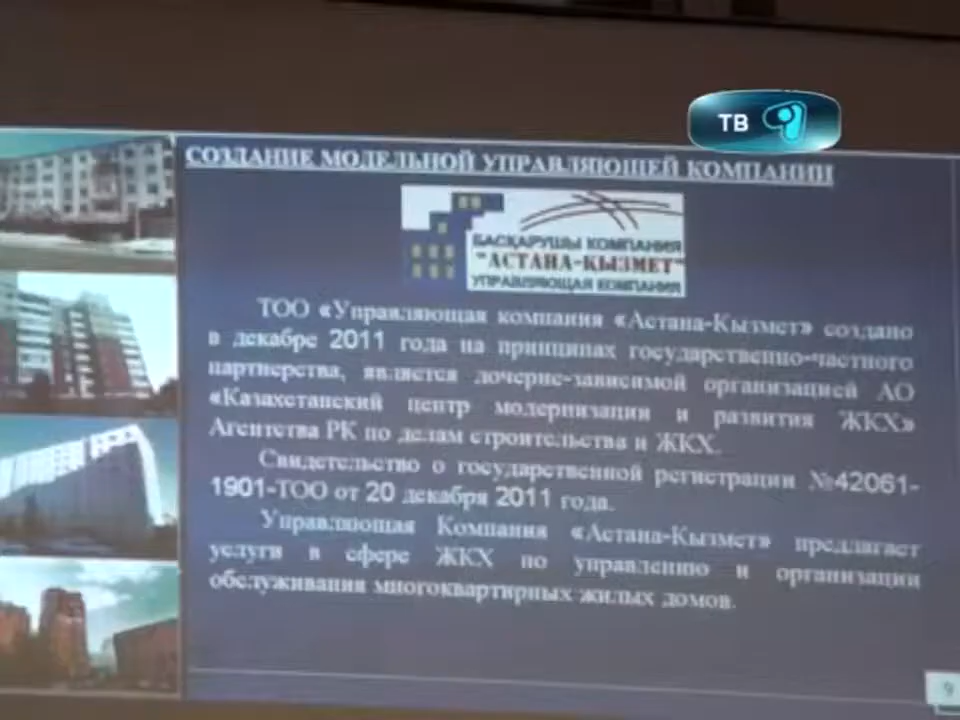 ТВ
СОЗДАНИЕ МОДЕЛЬНОЙ УПРАВЛЯЮЩЕЙ КОМПАНИИ
БАСҚАРУШЫ КОМПАНИЯ
"АСТАНА-ҚЫЗМЕТ"
УПРАВЛЯЮЩАЯ КОМПАНИЯ
ТОО «Управляющая компания «Астана-Кызмет» создано
в декабре 2011 года на принципах государственно-частного
партнерства, является дочерне-зависимой организацией АО
«Казахстанский центр модернизации и развития ЖКХ»
Агентства РК по делам строительства и ЖКХ.
Свидетельство о государственной регистрации №42061-
1901-ТОО от 20 декабря 2011 года.
Управляющая Компания «Астана-Кызмет» предлагает
услуги в сфере ЖКХ по управлению и организации
обслуживания многоквартирных жилых домов.
9